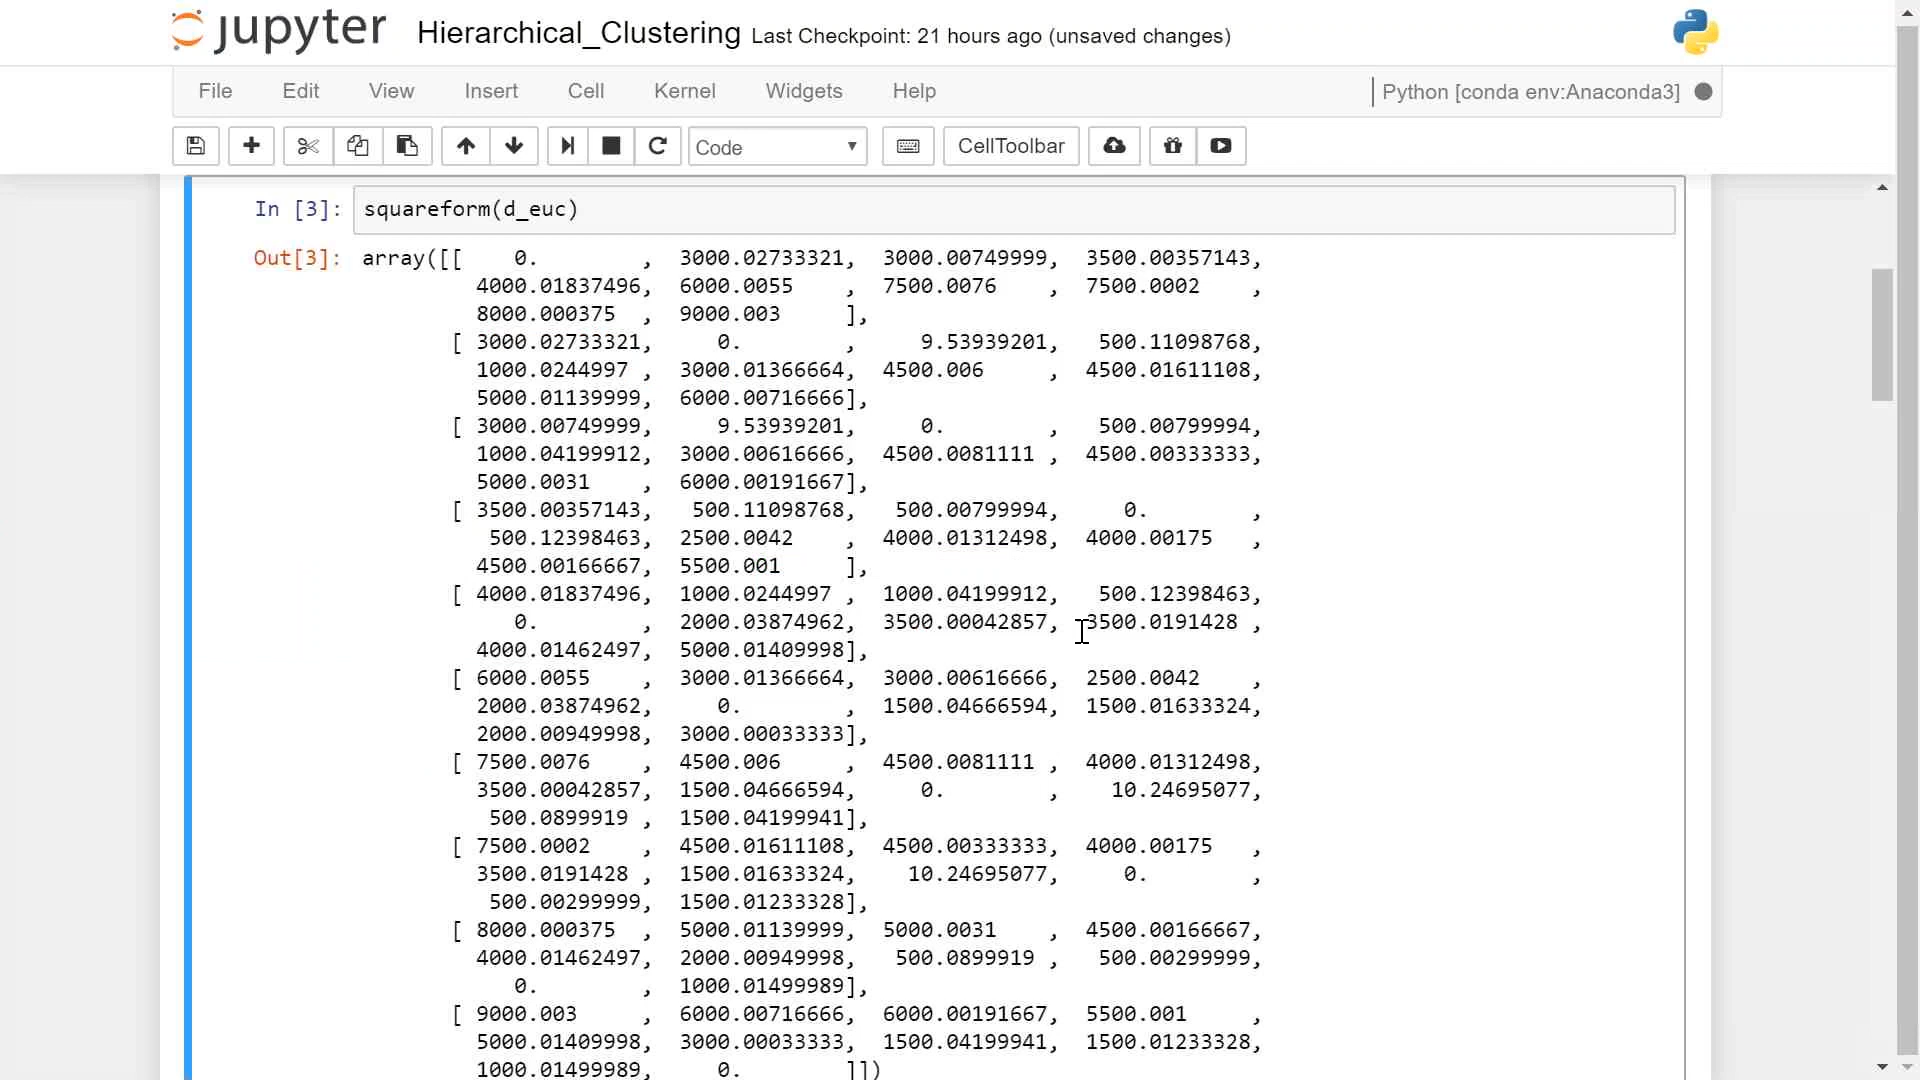 jupyter Hierarchical_Clustering Last Checkpoint: 21 hours ago (unsaved changes)
File Edit View Insert Cell Kernel Widgets Help Python [conda env:Anaconda3]
Code CellToolbar
In [3]: squareform(d_euc)
Out[3]: array([[ 0. , 3000.02733321, 3000.00749999, 3500.00357143,
4000.01837496, 6000.0055 , 7500.0076 , 7500.0002 ,
8000.000375 , 9000.003 ],
[ 3000.02733321, 0. , 9.53939201, 500.11098768,
1000.0244997 , 3000.01366664, 4500.006 , 4500.01611108,
5000.01139999, 6000.00716666],
[ 3000.00749999, 9.53939201, 0. , 500.00799994,
1000.04199912, 3000.00616666, 4500.0081111 , 4500.00333333,
5000.0031 , 6000.00191667],
[ 3500.00357143, 500.11098768, 500.00799994, 0. ,
500.12398463, 2500.0042 , 4000.01312498, 4000.00175 ,
4500.00166667, 5500.001 ],
[ 4000.01837496, 1000.0244997 , 1000.04199912, 500.12398463,
0. , 2000.03874962, 3500.00042857, 3500.0191428 ,
4000.01462497, 5000.01409998],
[ 6000.0055 , 3000.01366664, 3000.00616666, 2500.0042 ,
2000.03874962, 0. , 1500.04666594, 1500.01633324,
2000.00949998, 3000.00033333],
[ 7500.0076 , 4500.006 , 4500.0081111 , 4000.01312498,
3500.00042857, 1500.04666594, 0. , 10.24695077,
500.0899919 , 1500.04199941],
[ 7500.0002 , 4500.01611108, 4500.00333333, 4000.00175 ,
3500.0191428 , 1500.01633324, 10.24695077, 0. ,
500.00299999, 1500.01233328],
[ 8000.000375 , 5000.01139999, 5000.0031 , 4500.00166667,
4000.01462497, 2000.00949998, 500.0899919 , 500.00299999,
0. , 1000.01499989],
[ 9000.003 , 6000.00716666, 6000.00191667, 5500.001 ,
5000.01409998, 3000.00033333, 1500.04199941, 1500.01233328,
1000.01499989, 0. ]])